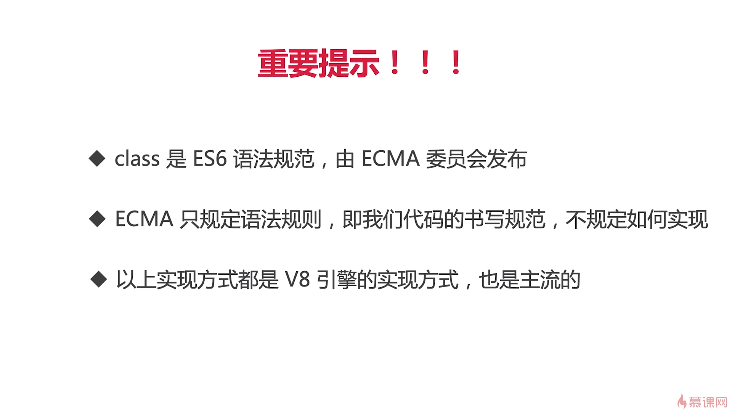 重要提示！！！
◆ class 是 ES6 语法规范，由 ECMA 委员会发布
◆ ECMA 只规定语法规则，即我们代码的书写规范，不规定如何实现
◆ 以上实现方式都是 V8 引擎的实现方式，也是主流的
慕课网